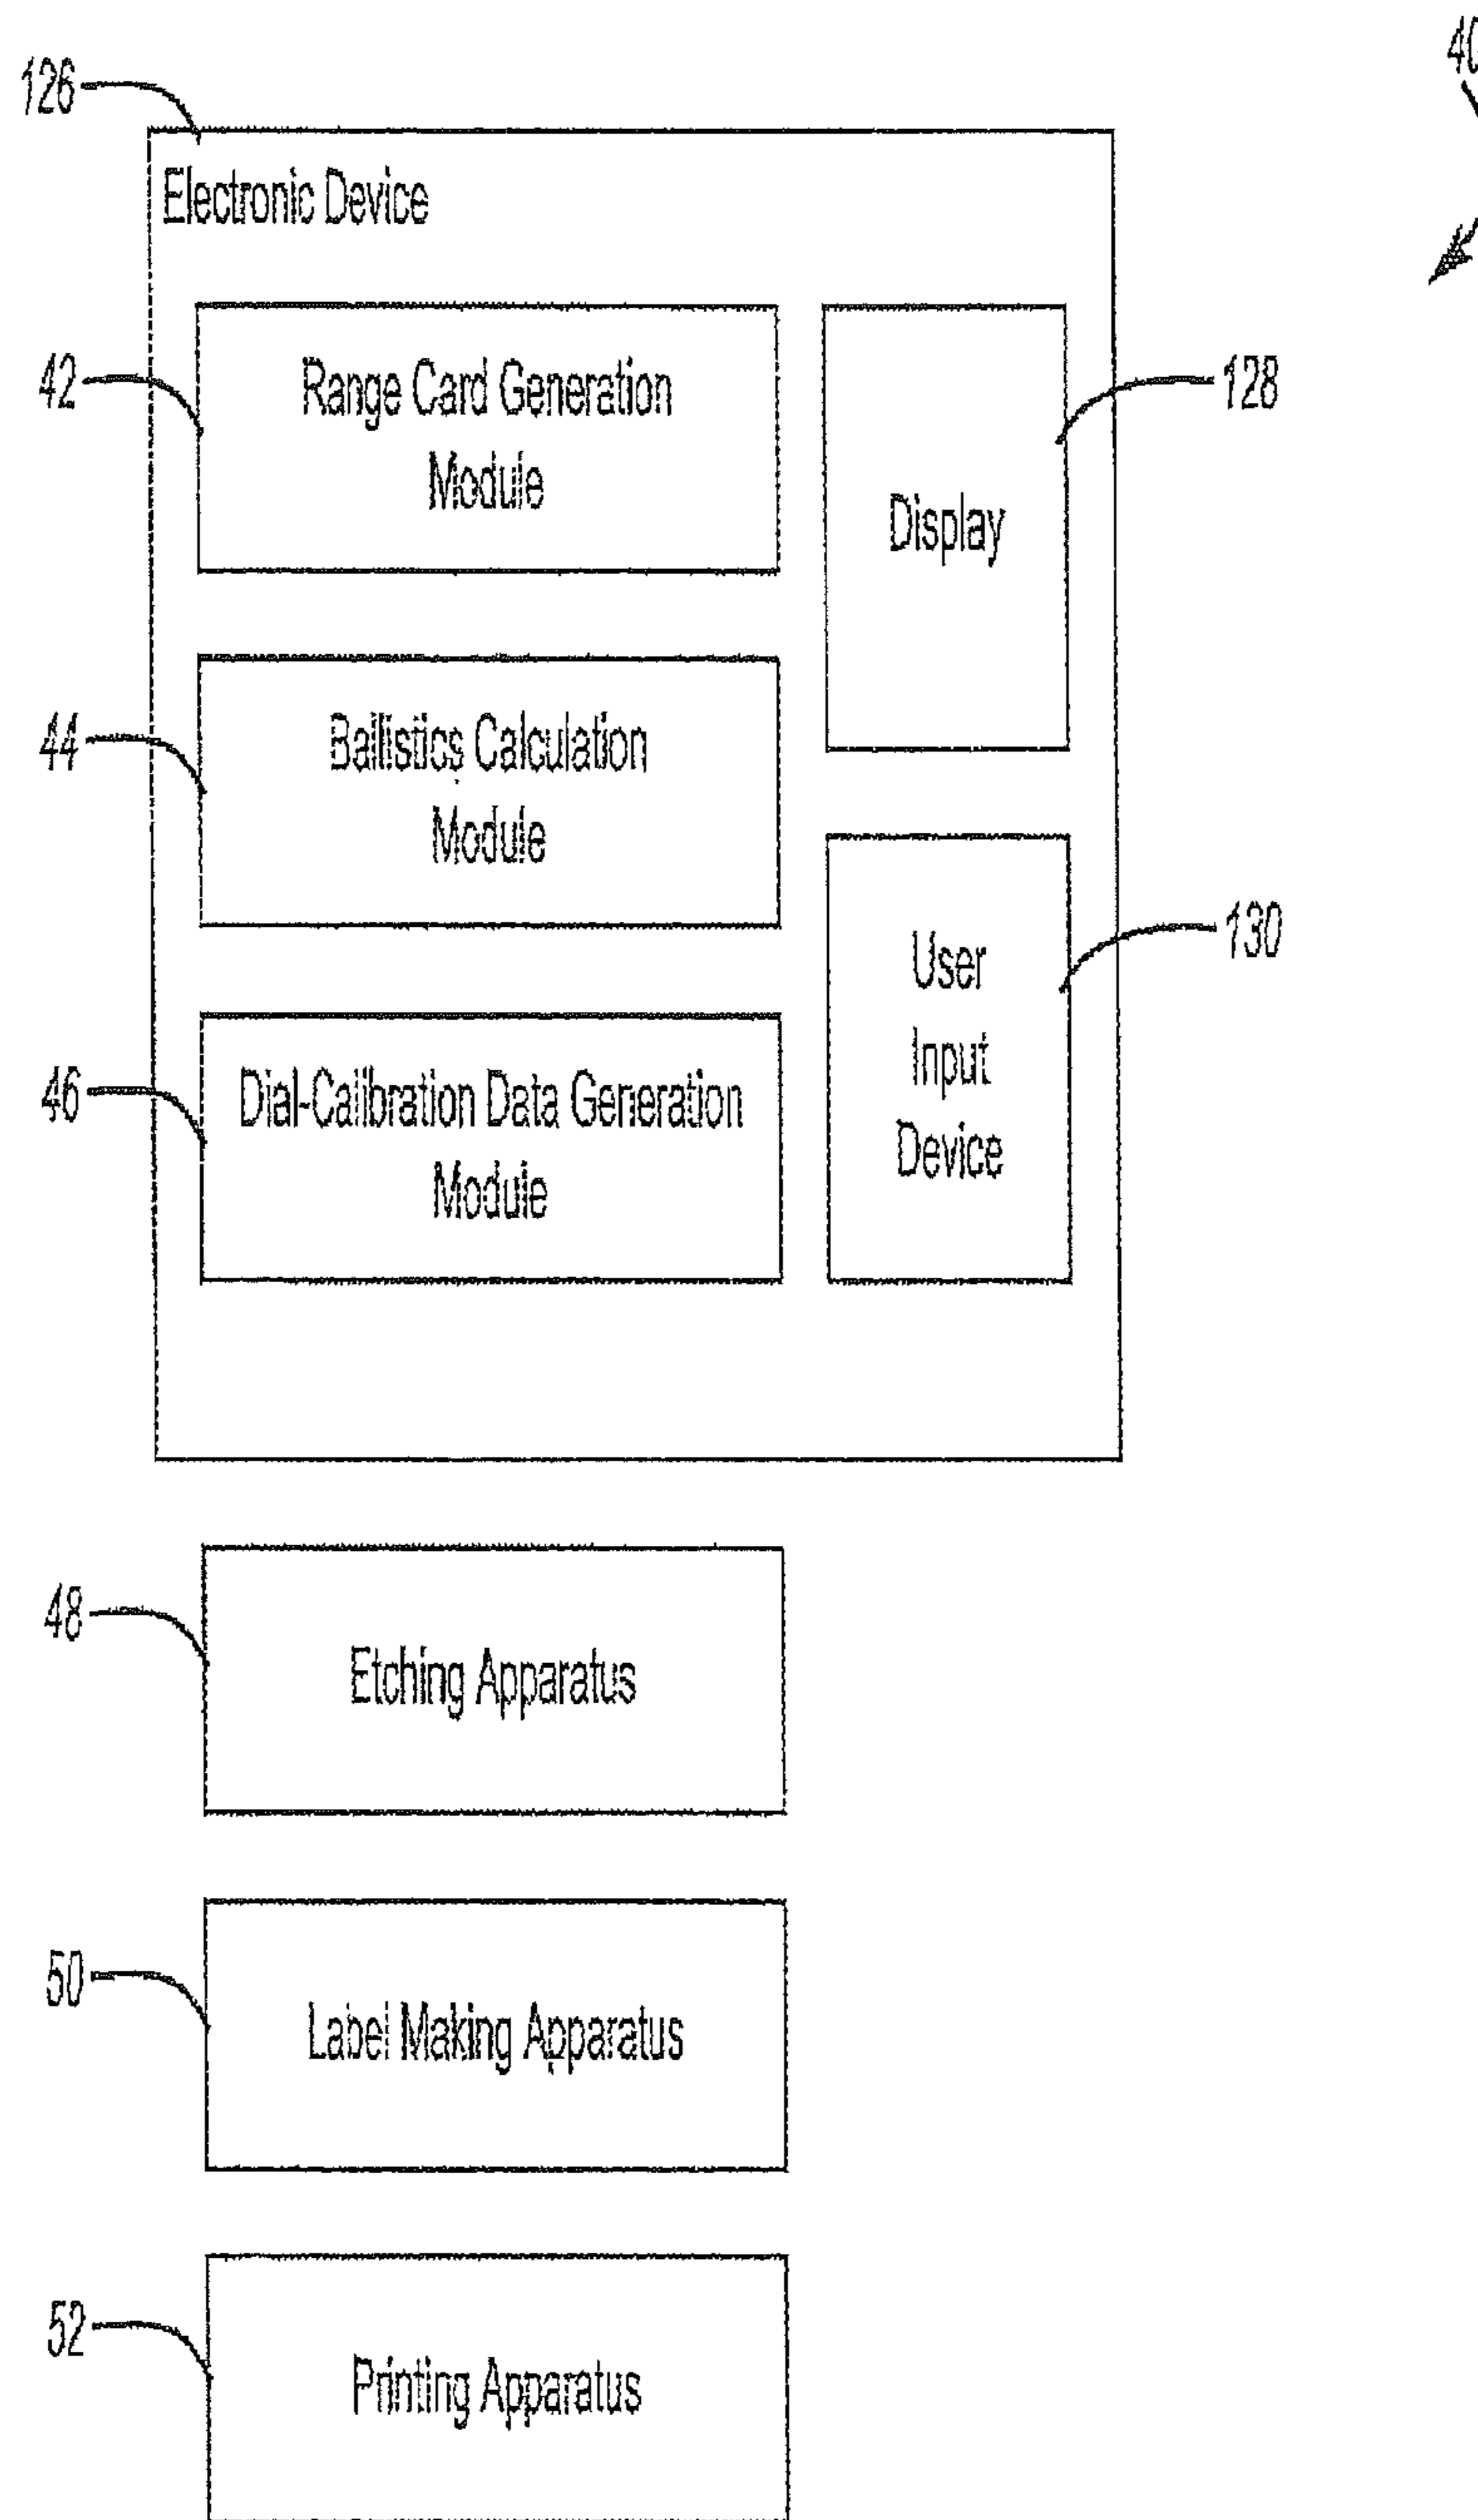 40
126
Electronic Device
42
Range Card Generation
Module
128
Display
44
Ballistics Calculation
Module
130
User
Input
Device
46
Dial-Calibration Data Generation
Module
48
Etching Apparatus
50
Label Making Apparatus
52
Printing Apparatus